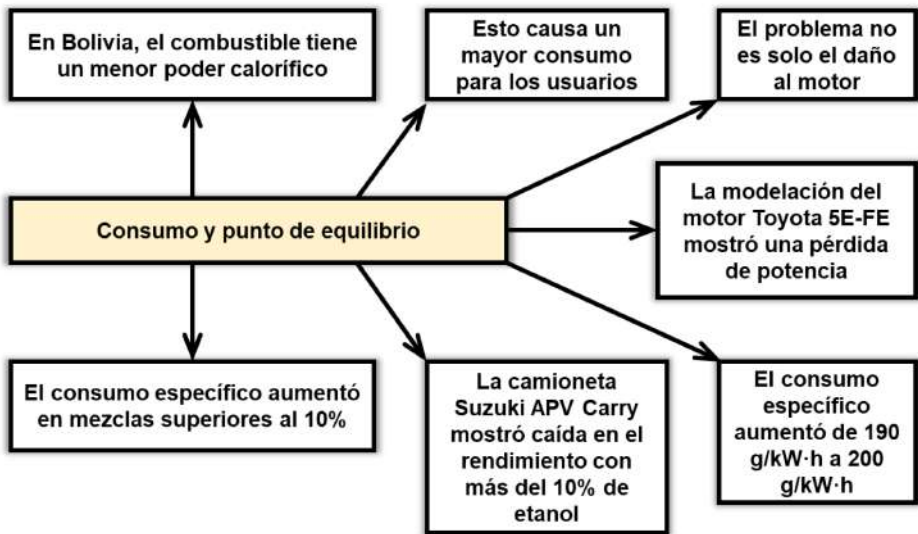 En Bolivia, el combustible tiene
un menor poder calorífico
Esto causa un
mayor consumo
para los usuarios
El problema no
es solo el daño
al motor
Consumo y punto de equilibrio
La modelación del
motor Toyota 5E-FE
mostró una pérdida
de potencia
El consumo específico aumentó
en mezclas superiores al 10%
La camioneta
Suzuki APV Carry
mostró caída en el
rendimiento con
más del 10% de
etanol
El consumo
específico
aumentó de 190
g/kW·h a 200
g/kW·h